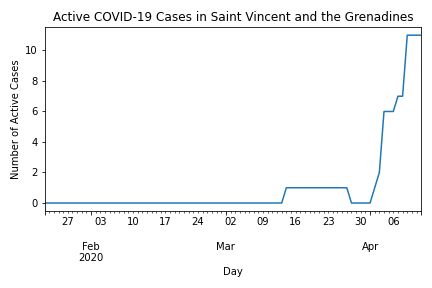 Active COVID-19 Cases in Saint Vincent and the Grenadines
Number of Active Cases
10
8
6
4
2
0
27 03 10 17 24 02 09 16 23 30 06
Feb Mar Apr
2020
Day